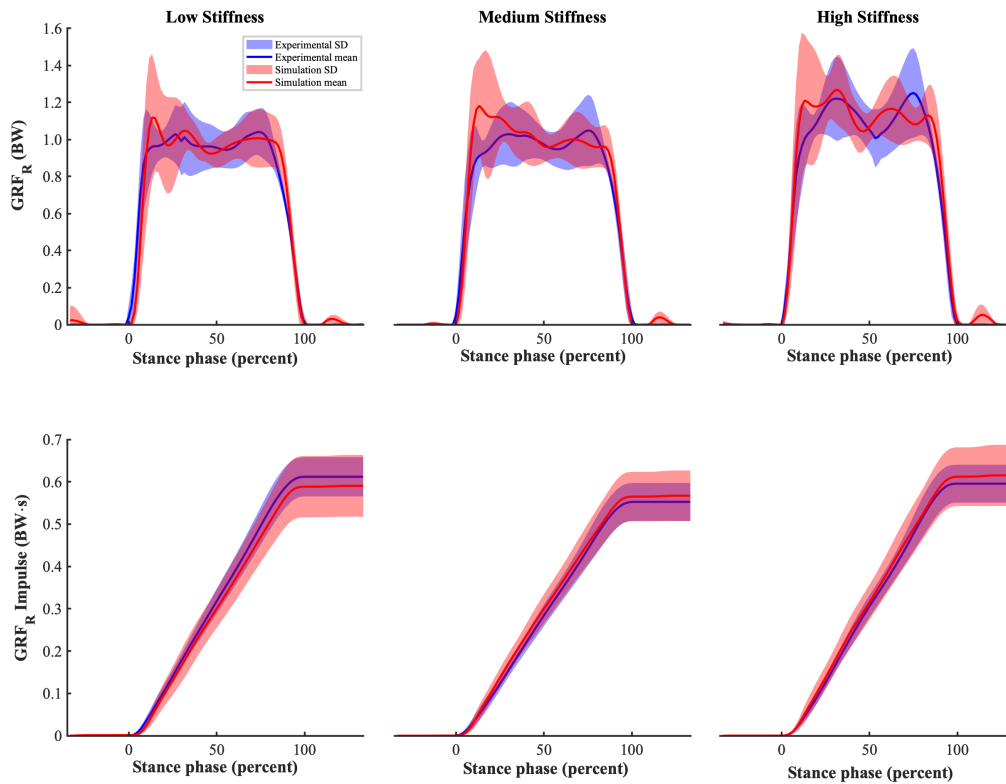 Low Stiffness
Medium Stiffness
High Stiffness
Experimental SD
Experimental mean
Simulation SD
Simulation mean
GRF_R (BW)
1.6
1.4
1.2
1.0
0.8
0.6
0.4
0.2
0
0 50 100
0 50 100
0 50 100
Stance phase (percent)
Stance phase (percent)
Stance phase (percent)
GRF_R Impulse (BW·s)
0.7
0.6
0.5
0.4
0.3
0.2
0.1
0
0 50 100
0 50 100
0 50 100
Stance phase (percent)
Stance phase (percent)
Stance phase (percent)